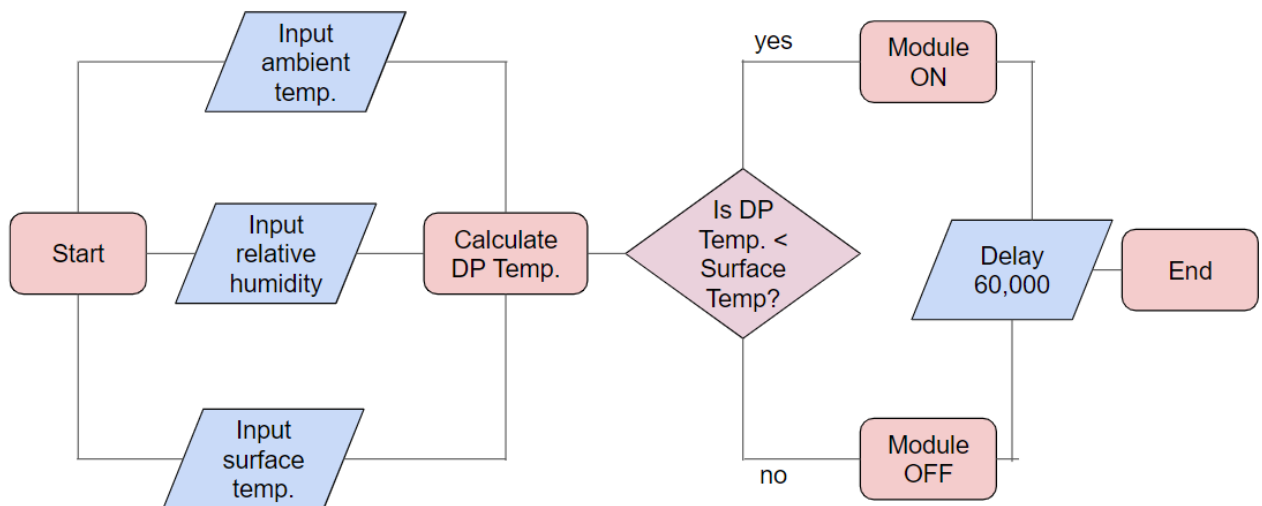 Start
Input
ambient
temp.
Input
relative
humidity
Input
surface
temp.
Calculate
DP Temp.
Is DP
Temp. <
Surface
Temp?
yes
Module
ON
no
Module
OFF
Delay
60,000
End